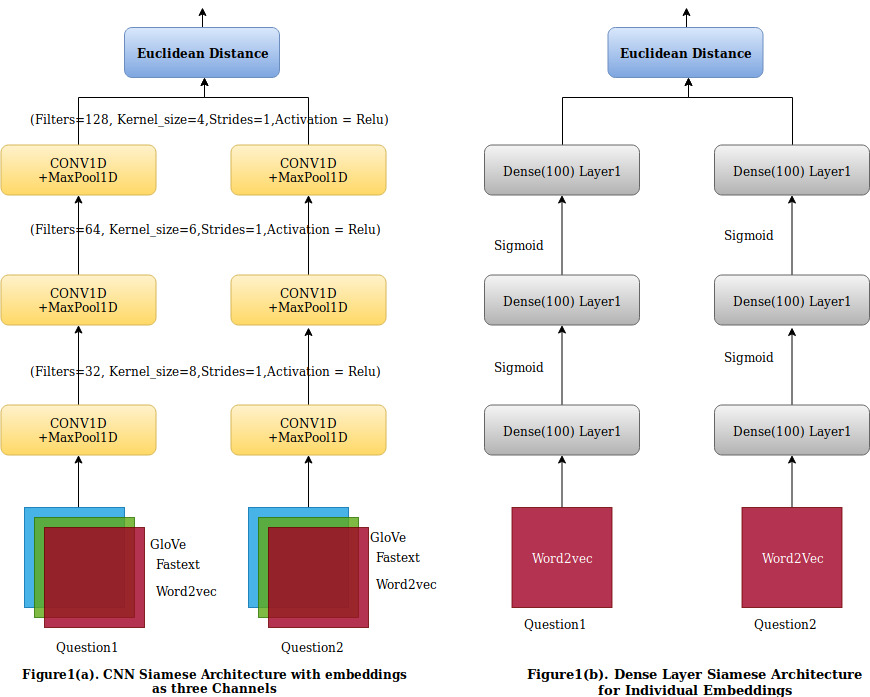 Euclidean Distance
(Filters=128, Kernel_size=4,Strides=1,Activation = Relu)
CONV1D
+MaxPool1D
CONV1D
+MaxPool1D
(Filters=64, Kernel_size=6,Strides=1,Activation = Relu)
CONV1D
+MaxPool1D
CONV1D
+MaxPool1D
(Filters=32, Kernel_size=8,Strides=1,Activation = Relu)
CONV1D
+MaxPool1D
CONV1D
+MaxPool1D
GloVe
Fastext
Word2vec
GloVe
Fastext
Word2vec
Question1
Question2
Figure1(a). CNN Siamese Architecture with embeddings
as three Channels
Euclidean Distance
Dense(100) Layer1
Dense(100) Layer1
Sigmoid
Sigmoid
Dense(100) Layer1
Dense(100) Layer1
Sigmoid
Sigmoid
Dense(100) Layer1
Dense(100) Layer1
Word2vec
Word2Vec
Question1
Question2
Figure1(b). Dense Layer Siamese Architecture
for Individual Embeddings